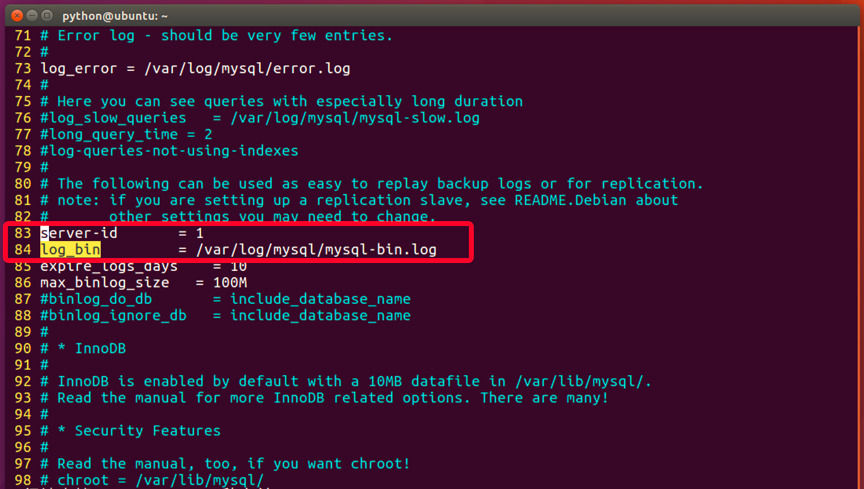 python@ubuntu: ~
71 # Error log - should be very few entries.
72 #
73 log_error = /var/log/mysql/error.log
74 #
75 # Here you can see queries with especially long duration
76 #log_slow_queries   = /var/log/mysql/mysql-slow.log
77 #long_query_time = 2
78 #log-queries-not-using-indexes
79 #
80 # The following can be used as easy to replay backup logs or for replication.
81 # note: if you are setting up a replication slave, see README.Debian about
82 #       other settings you may need to change.
83 server-id       = 1
84 log_bin         = /var/log/mysql/mysql-bin.log
85 expire_logs_days    = 10
86 max_binlog_size   = 100M
87 #binlog_do_db       = include_database_name
88 #binlog_ignore_db   = include_database_name
89 #
90 # * InnoDB
91 #
92 # InnoDB is enabled by default with a 10MB datafile in /var/lib/mysql/.
93 # Read the manual for more InnoDB related options. There are many!
94 #
95 # * Security Features
96 #
97 # Read the manual, too, if you want chroot!
98 # chroot = /var/lib/mysql/